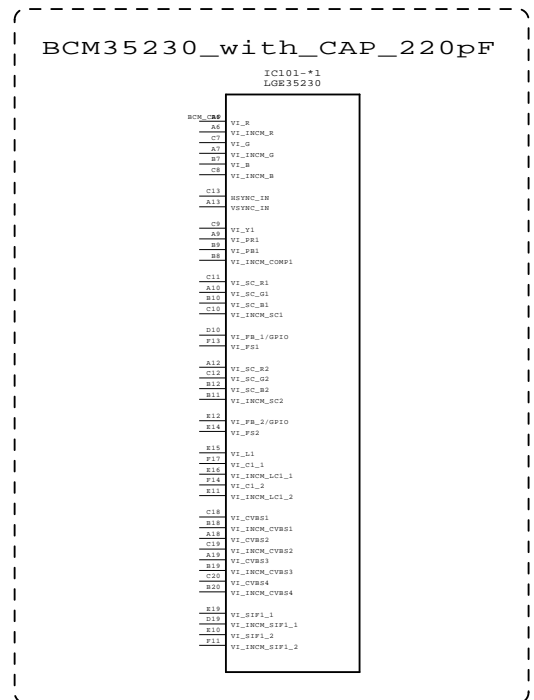 BCM35230_with_CAP_220pF
IC101-*1
LGE35230
BCM_CAP
VI_R
A6
VI_INCM_R
C7
VI_G
A7
VI_INCM_G
B7
VI_B
C8
VI_INCM_B
C13
HSYNC_IN
A13
VSYNC_IN
C9
VI_Y1
A9
VI_PR1
B9
VI_PB1
B8
VI_INCM_COMP1
C11
VI_SC_R1
A10
VI_SC_G1
B10
VI_SC_B1
C10
VI_INCM_SC1
D10
VI_FB_1/GPIO
F13
VI_FS1
A12
VI_SC_R2
C12
VI_SC_G2
B12
VI_SC_B2
B11
VI_INCM_SC2
E12
VI_FB_2/GPIO
E14
VI_FS2
E15
VI_L1
F17
VI_C1_1
E16
VI_INCM_LC1_1
F14
VI_C1_2
E11
VI_INCM_LC1_2
C18
VI_CVBS1
B18
VI_INCM_CVBS1
A18
VI_CVBS2
C19
VI_INCM_CVBS2
A19
VI_CVBS3
B19
VI_INCM_CVBS3
C20
VI_CVBS4
B20
VI_INCM_CVBS4
E19
VI_SIF1_1
D19
VI_INCM_SIF1_1
E10
VI_SIF1_2
F11
VI_INCM_SIF1_2